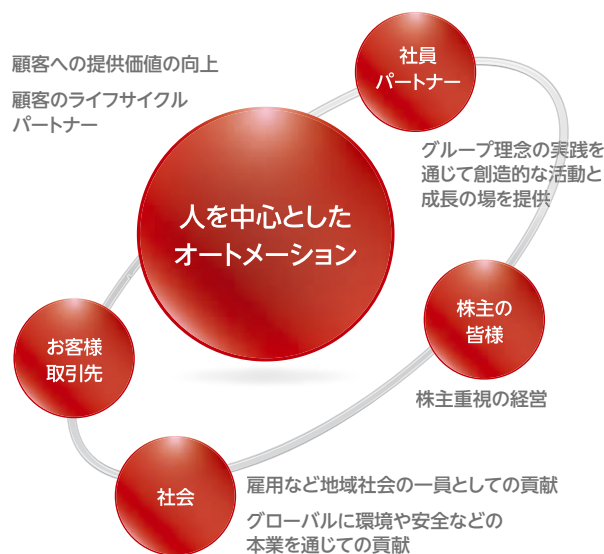 顧客への提供価値の向上
顧客のライフサイクル
パートナー
社員
パートナー
グループ理念の実践を
通じて創造的な活動と
成長の場を提供
人を中心とした
オートメーション
株主の
皆様
株主重視の経営
お客様
取引先
社会
雇用など地域社会の一員としての貢献
グローバルに環境や安全などの
本業を通じての貢献